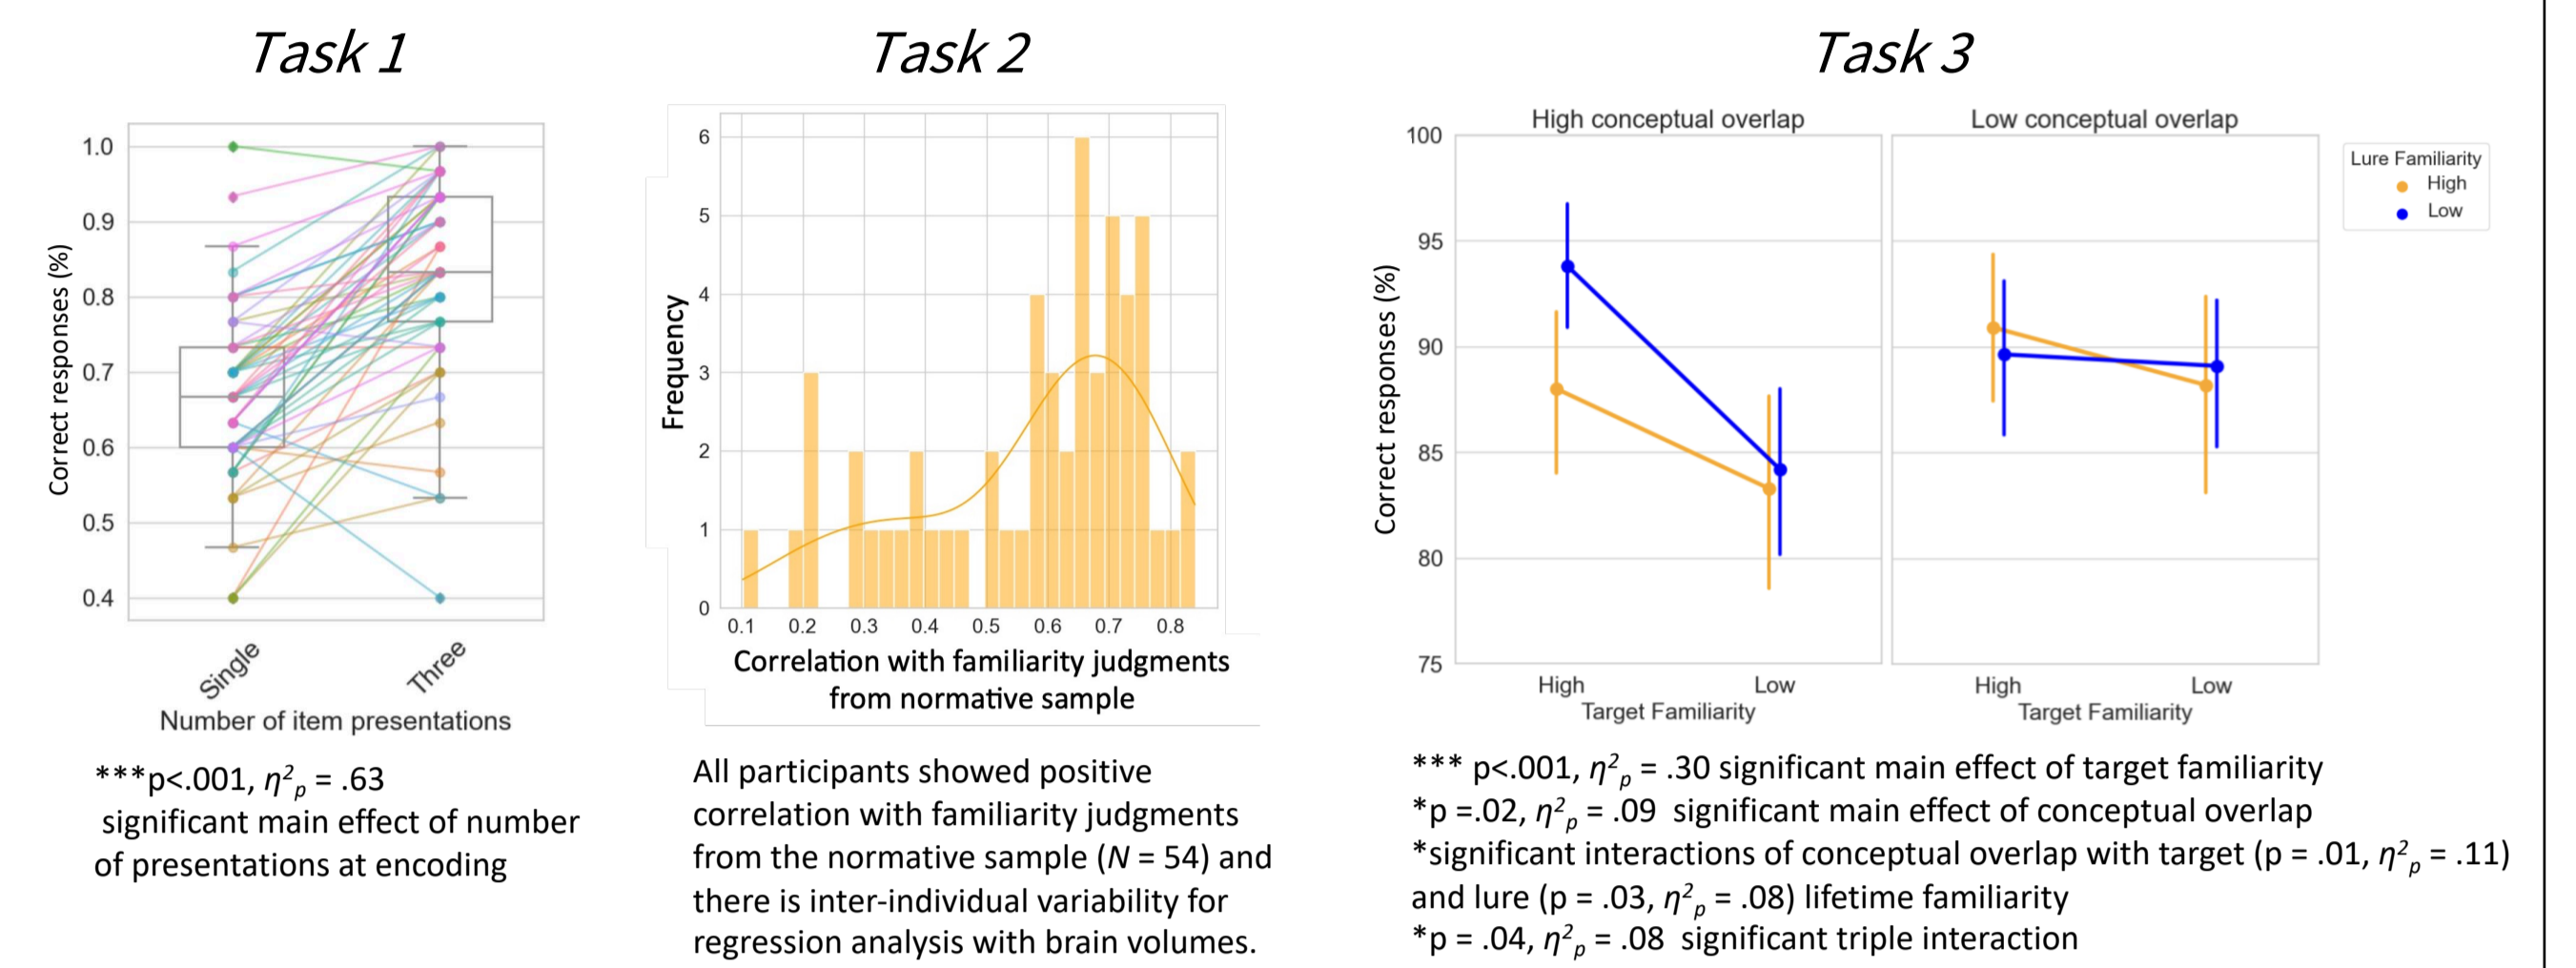 Task 1
Correct responses (%)
1.0
0.9
0.8
0.7
0.6
0.5
0.4
Single
Three
Number of item presentations
***p<.001, η²ₚ = .63
significant main effect of number
of presentations at encoding
Task 2
Frequency
6
5
4
3
2
1
0
0.1 0.2 0.3 0.4 0.5 0.6 0.7 0.8
Correlation with familiarity judgments
from normative sample
All participants showed positive
correlation with familiarity judgments
from the normative sample (N = 54) and
there is inter-individual variability for
regression analysis with brain volumes.
Task 3
High conceptual overlap
Low conceptual overlap
Correct responses (%)
100
95
90
85
80
75
High Low
Target Familiarity
High Low
Target Familiarity
Lure Familiarity
High
Low
*** p<.001, η²ₚ = .30 significant main effect of target familiarity
*p =.02, η²ₚ = .09 significant main effect of conceptual overlap
*significant interactions of conceptual overlap with target (p = .01, η²ₚ = .11)
and lure (p = .03, η²ₚ = .08) lifetime familiarity
*p = .04, η²ₚ = .08 significant triple interaction